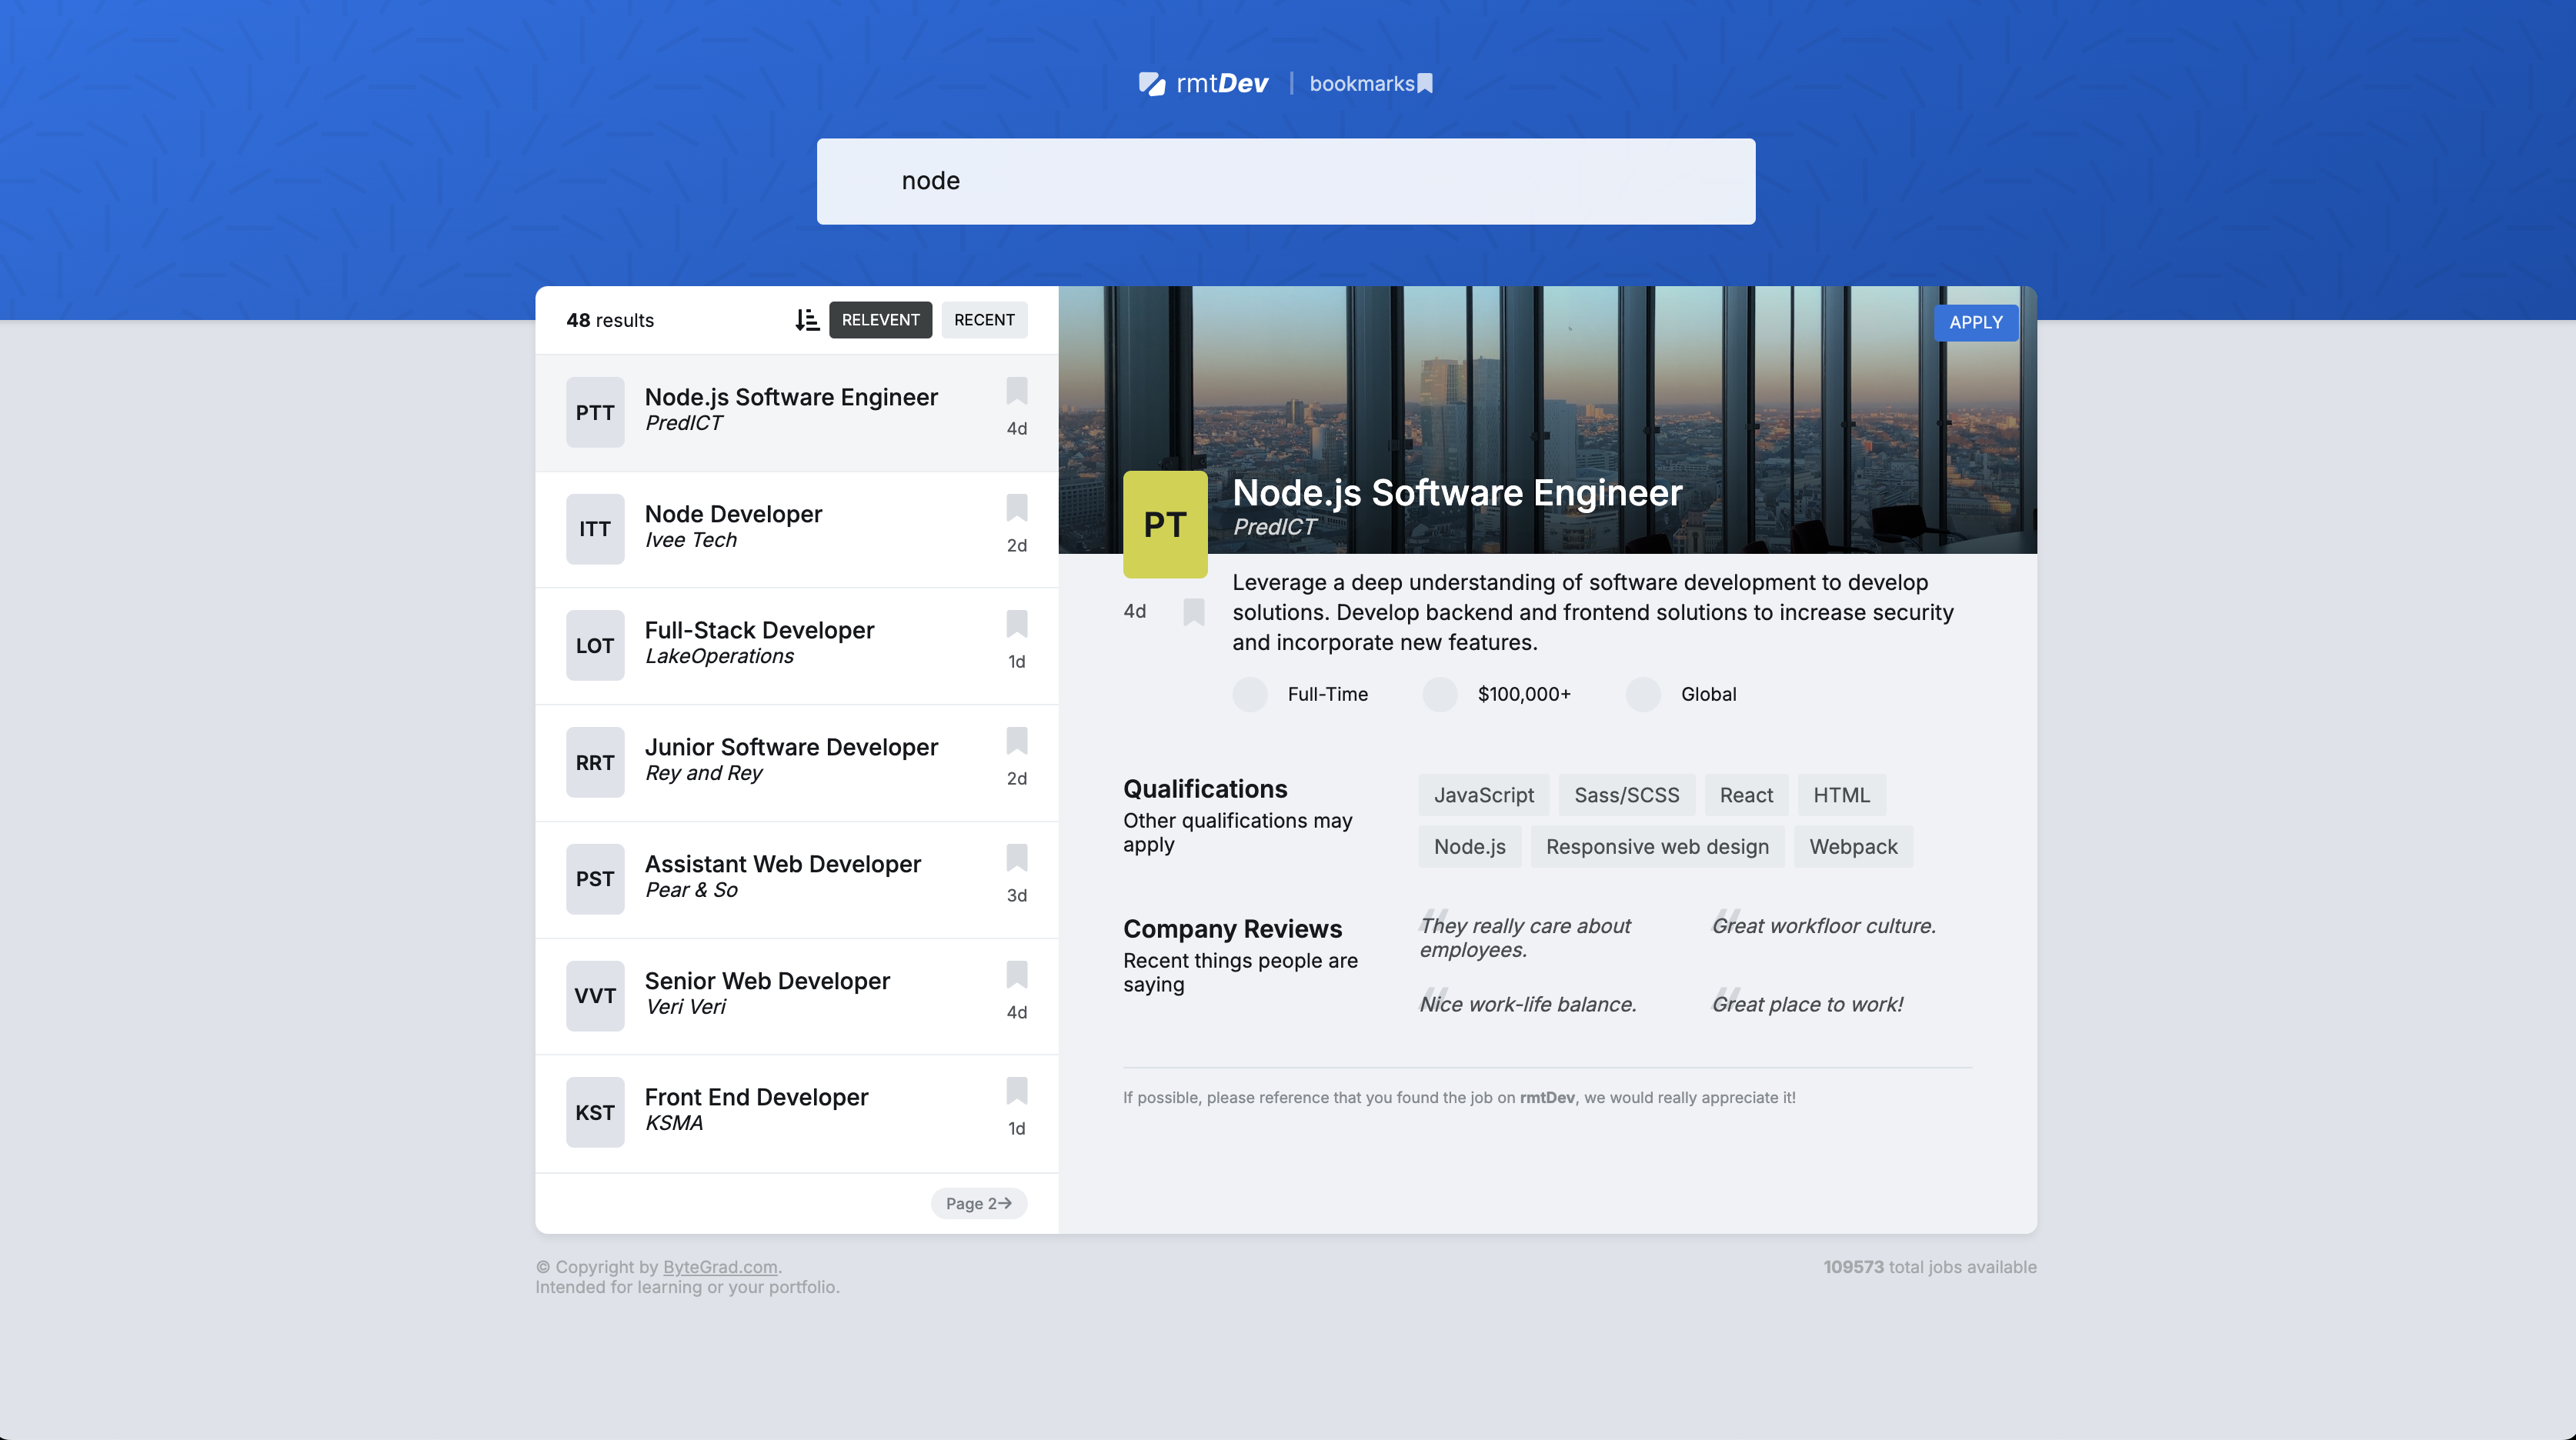 rmtDev | bookmarks
node
48 results
RELEVENT RECENT
PTT
Node.js Software Engineer
PredICT
4d
ITT
Node Developer
Ivee Tech
2d
LOT
Full-Stack Developer
LakeOperations
1d
RRT
Junior Software Developer
Rey and Rey
2d
PST
Assistant Web Developer
Pear & So
3d
VVT
Senior Web Developer
Veri Veri
4d
KST
Front End Developer
KSMA
1d
Page 2
APPLY
PT
Node.js Software Engineer
PredICT
4d
Leverage a deep understanding of software development to develop
solutions. Develop backend and frontend solutions to increase security
and incorporate new features.
Full-Time $100,000+ Global
Qualifications
Other qualifications may
apply
JavaScript Sass/SCSS React HTML
Node.js Responsive web design Webpack
Company Reviews
Recent things people are
saying
They really care about
employees.
Great workfloor culture.
Nice work-life balance.
Great place to work!
If possible, please reference that you found the job on rmtDev, we would really appreciate it!
© Copyright by ByteGrad.com.
Intended for learning or your portfolio.
109573 total jobs available